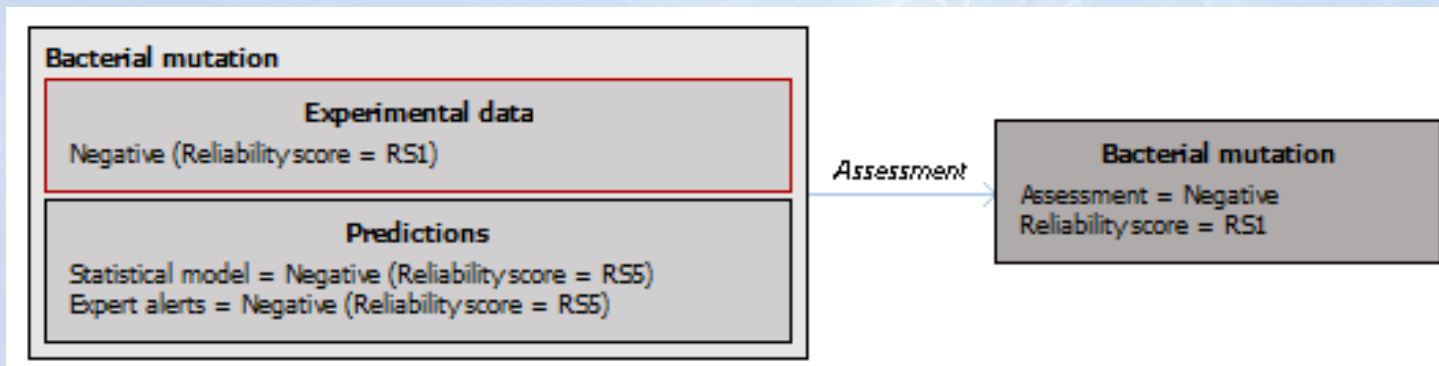 Bacterial mutation
Experimental data
Negative (Reliability score = RS1)
Predictions
Statistical model = Negative (Reliability score = RS5)
Expert alerts = Negative (Reliability score = RS5)
Assessment
Bacterial mutation
Assessment = Negative
Reliability score = RS1